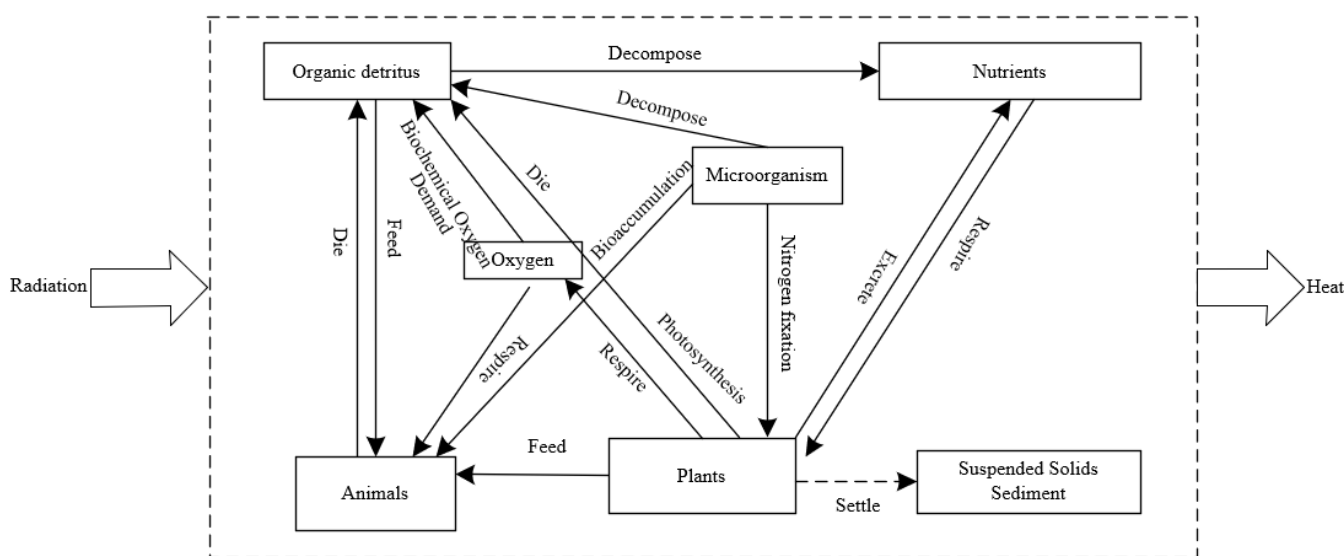 Decompose
Organic detritus
Nutrients
Decompose
Microorganism
Biochemical Oxygen
Demand
Die
Bioaccumulation
Die
Feed
Oxygen
Nitrogen fixation
Excrete
Respire
Radiation
Heat
Respire
Respire
Photosynthesis
Feed
Animals
Plants
Suspended Solids
Sediment
Settle